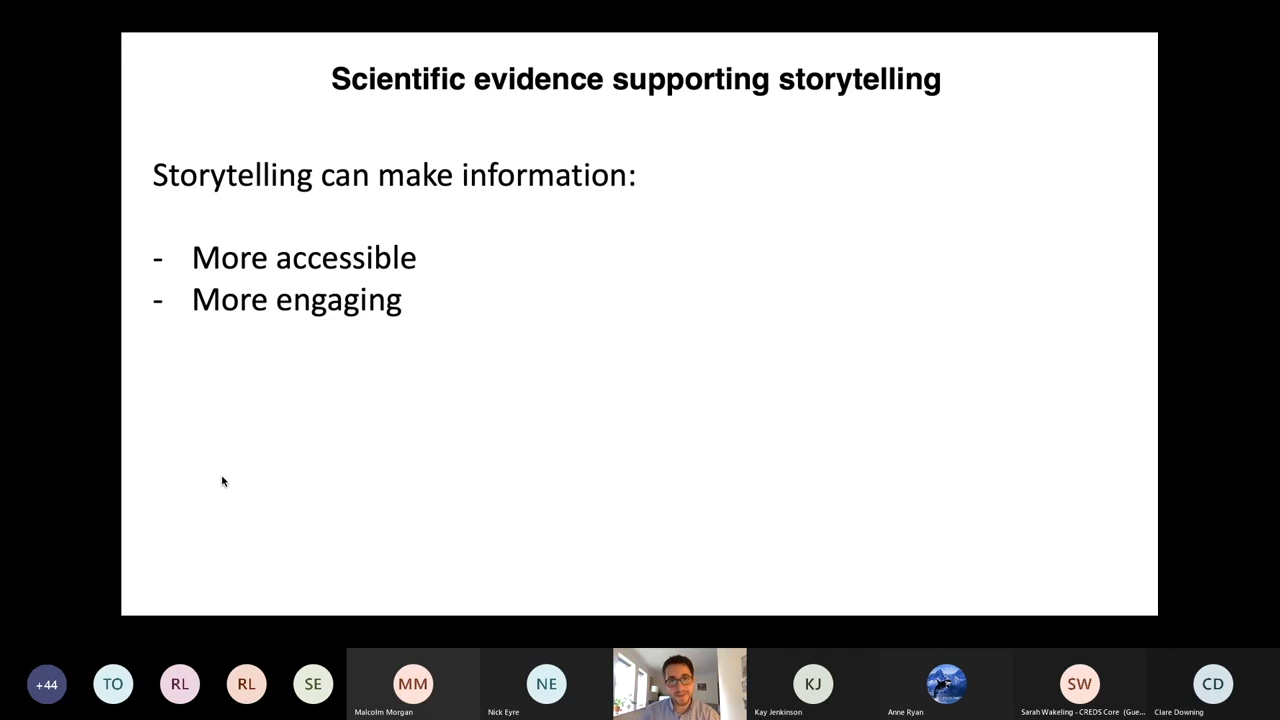 Scientific evidence supporting storytelling
Storytelling can make information:
- More accessible
- More engaging
+44
TO
RL
RL
SE
MM
NE
KJ
SW
CD
Malcolm Morgan
Nick Eyre
Kay Jenkinson
Anne Ryan
Sarah Wakeling - CREDS Core (Gue...
Clare Downing